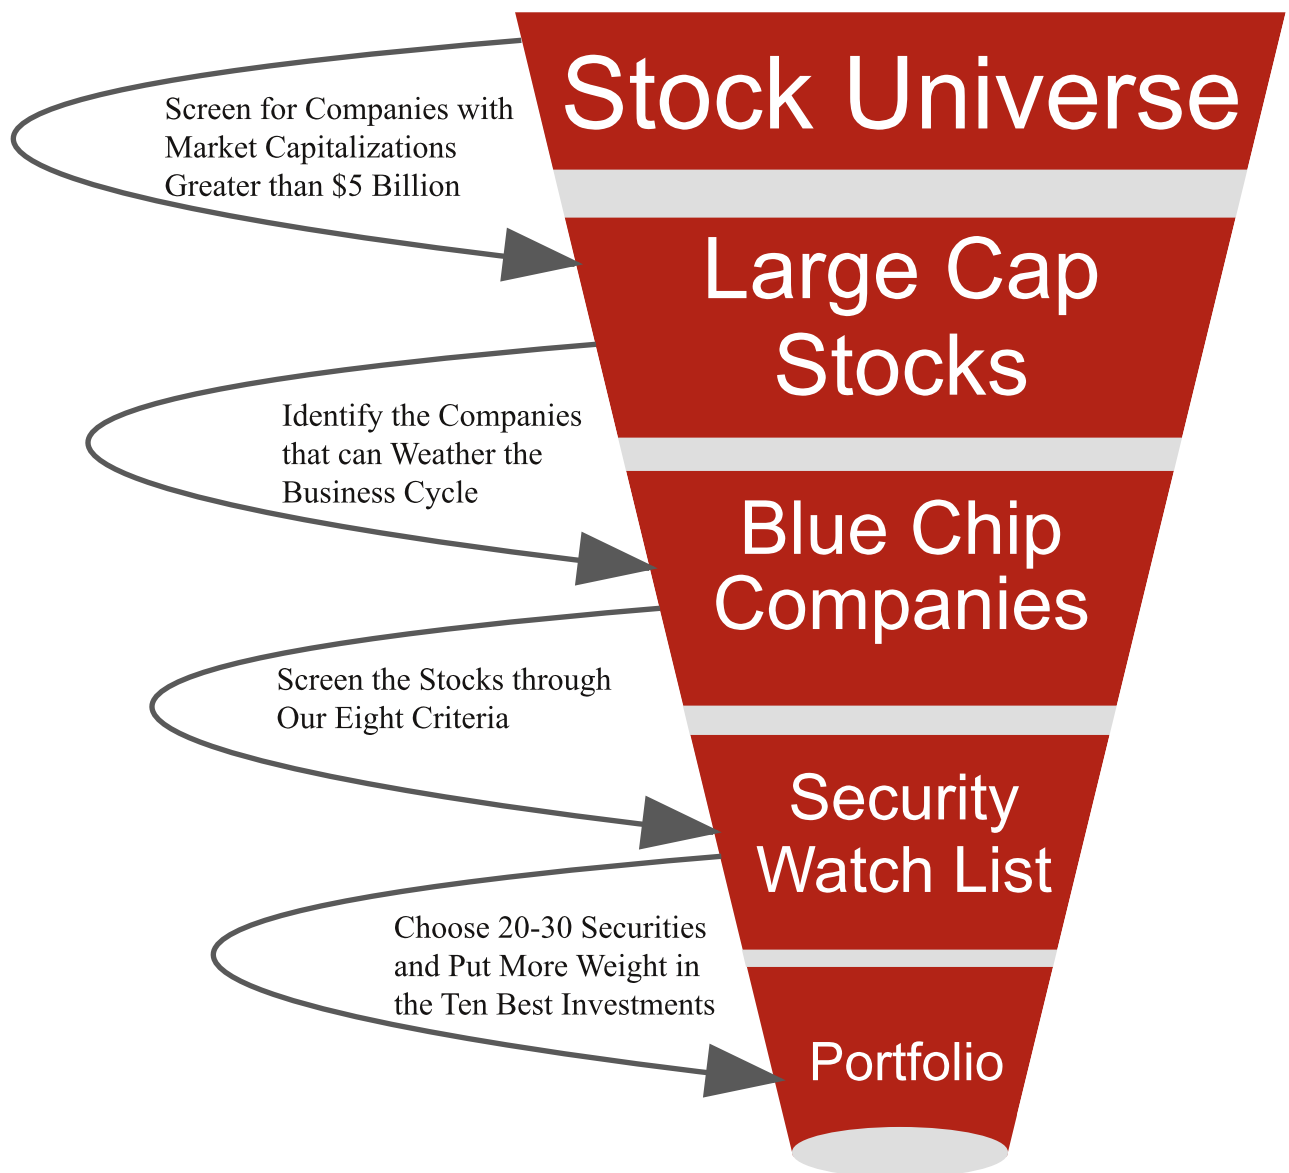 Stock Universe
Screen for Companies with
Market Capitalizations
Greater than $5 Billion
Large Cap
Stocks
Identify the Companies
that can Weather the
Business Cycle
Blue Chip
Companies
Screen the Stocks through
Our Eight Criteria
Security
Watch List
Choose 20-30 Securities
and Put More Weight in
the Ten Best Investments
Portfolio